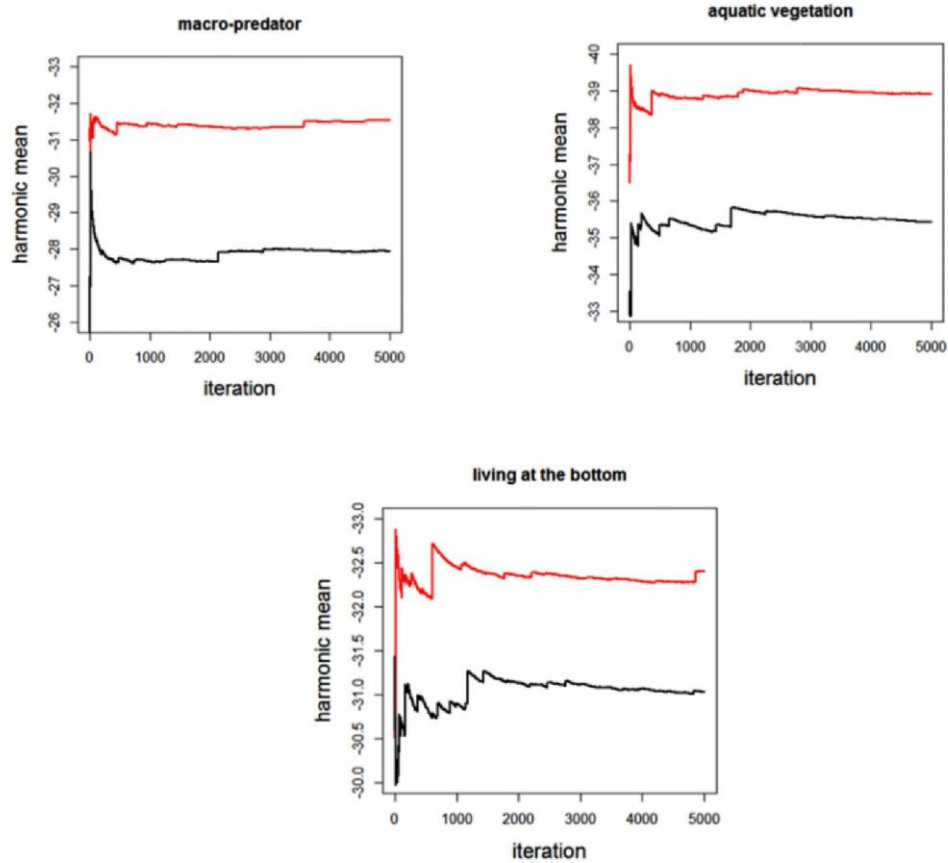 macro-predator
harmonic mean
-33
-32
-31
-30
-29
-28
-27
-26
0 1000 2000 3000 4000 5000
iteration
aquatic vegetation
harmonic mean
-40
-39
-38
-37
-36
-35
-34
-33
0 1000 2000 3000 4000 5000
iteration
living at the bottom
harmonic mean
-33.0
-32.5
-32.0
-31.5
-31.0
-30.5
-30.0
0 1000 2000 3000 4000 5000
iteration